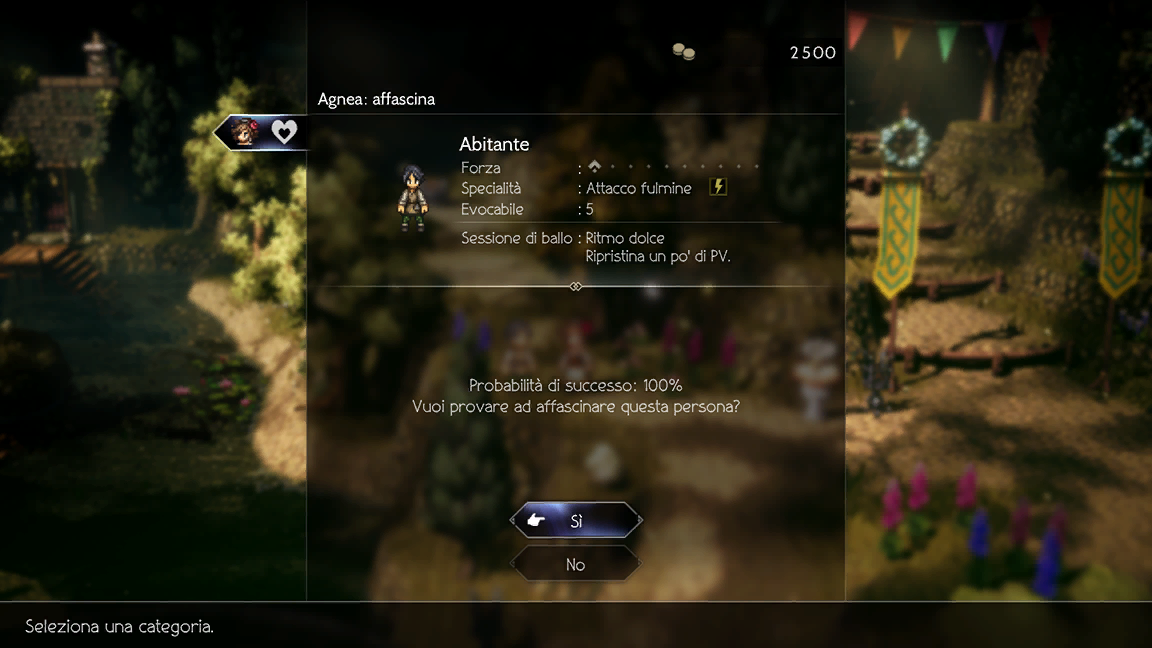 2500
Agnea: affascina
Abitante
Forza :
Specialità : Attacco fulmine
Evocabile : 5
Sessione di ballo : Ritmo dolce
Ripristina un po' di PV.
Probabilità di successo: 100%
Vuoi provare ad affascinare questa persona?
Sì
No
Seleziona una categoria.